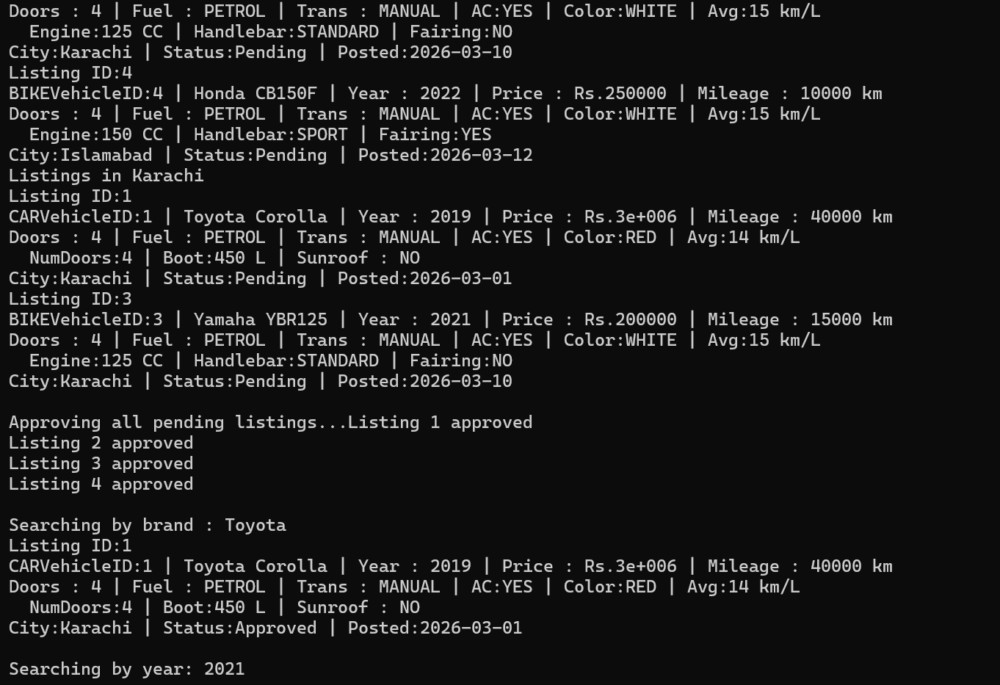 Doors : 4 | Fuel : PETROL | Trans : MANUAL | AC:YES | Color:WHITE | Avg:15 km/L
  Engine:125 CC | Handlebar:STANDARD | Fairing:NO
City:Karachi | Status:Pending | Posted:2026-03-10
Listing ID:4
BIKEVehicleID:4 | Honda CB150F | Year : 2022 | Price : Rs.250000 | Mileage : 10000 km
Doors : 4 | Fuel : PETROL | Trans : MANUAL | AC:YES | Color:WHITE | Avg:15 km/L
  Engine:150 CC | Handlebar:SPORT | Fairing:YES
City:Islamabad | Status:Pending | Posted:2026-03-12
Listings in Karachi
Listing ID:1
CARVehicleID:1 | Toyota Corolla | Year : 2019 | Price : Rs.3e+006 | Mileage : 40000 km
Doors : 4 | Fuel : PETROL | Trans : MANUAL | AC:YES | Color:RED | Avg:14 km/L
  NumDoors:4 | Boot:450 L | Sunroof : NO
City:Karachi | Status:Pending | Posted:2026-03-01
Listing ID:3
BIKEVehicleID:3 | Yamaha YBR125 | Year : 2021 | Price : Rs.200000 | Mileage : 15000 km
Doors : 4 | Fuel : PETROL | Trans : MANUAL | AC:YES | Color:WHITE | Avg:15 km/L
  Engine:125 CC | Handlebar:STANDARD | Fairing:NO
City:Karachi | Status:Pending | Posted:2026-03-10

Approving all pending listings...Listing 1 approved
Listing 2 approved
Listing 3 approved
Listing 4 approved

Searching by brand : Toyota
Listing ID:1
CARVehicleID:1 | Toyota Corolla | Year : 2019 | Price : Rs.3e+006 | Mileage : 40000 km
Doors : 4 | Fuel : PETROL | Trans : MANUAL | AC:YES | Color:RED | Avg:14 km/L
  NumDoors:4 | Boot:450 L | Sunroof : NO
City:Karachi | Status:Approved | Posted:2026-03-01

Searching by year: 2021